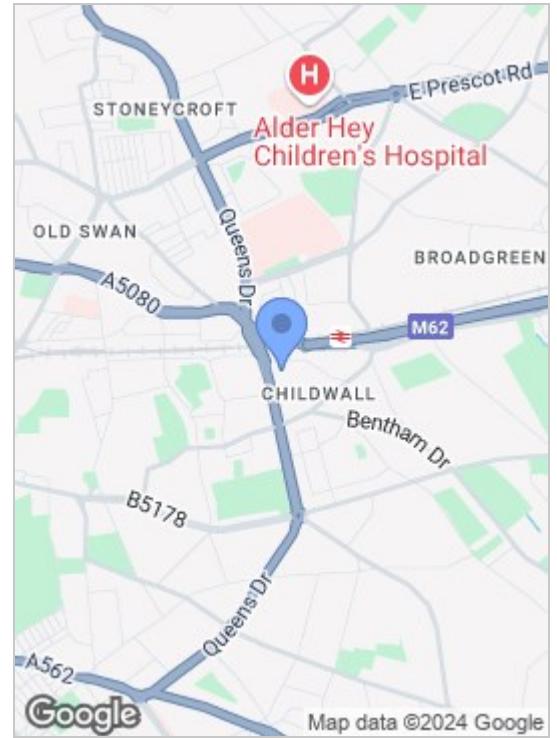 E Prescot Rd
H
STONEYCROFT
Alder Hey
Children's Hospital
Queens Dr
OLD SWAN
BROADGREEN
A5080
M62
CHILDWALL
Bentham Dr
B5178
Queens Dr
A562
Google
Map data ©2024 Google